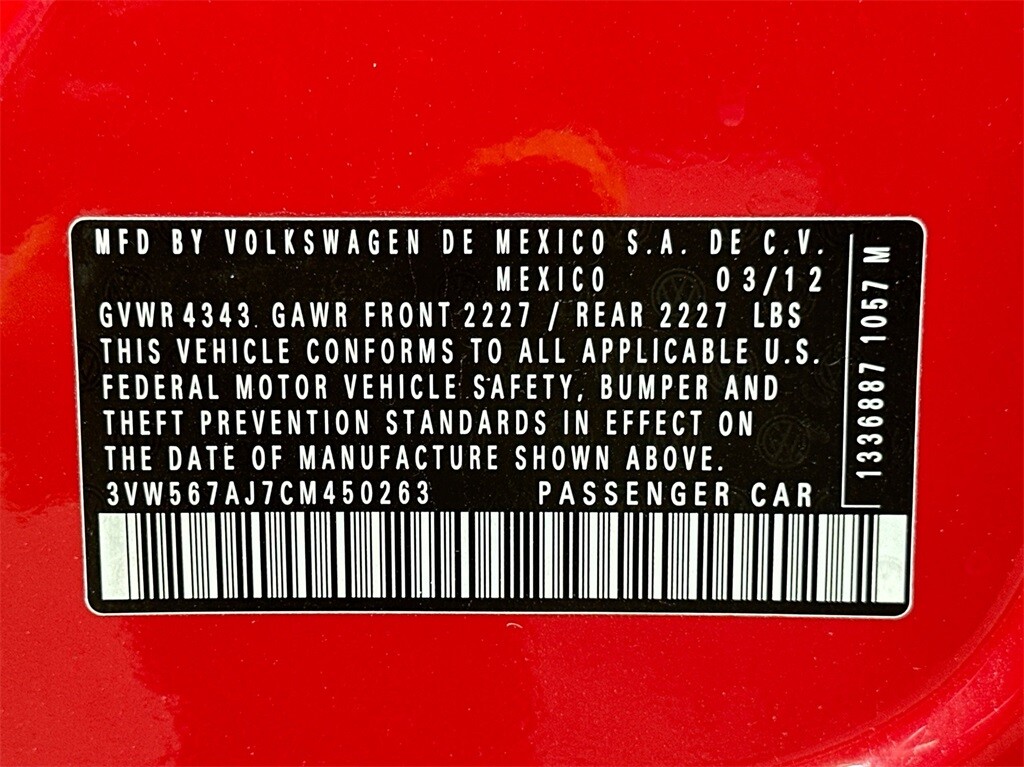 MFD BY VOLKSWAGEN DE MEXICO S.A. DE C.V.
MEXICO 03/12
GVWR 4343 GAWR FRONT 2227 / REAR 2227 LBS
THIS VEHICLE CONFORMS TO ALL APPLICABLE U.S.
FEDERAL MOTOR VEHICLE SAFETY, BUMPER AND
THEFT PREVENTION STANDARDS IN EFFECT ON
THE DATE OF MANUFACTURE SHOWN ABOVE.
3VW567AJ7CM450263 PASSENGER CAR
1336887 1057 M